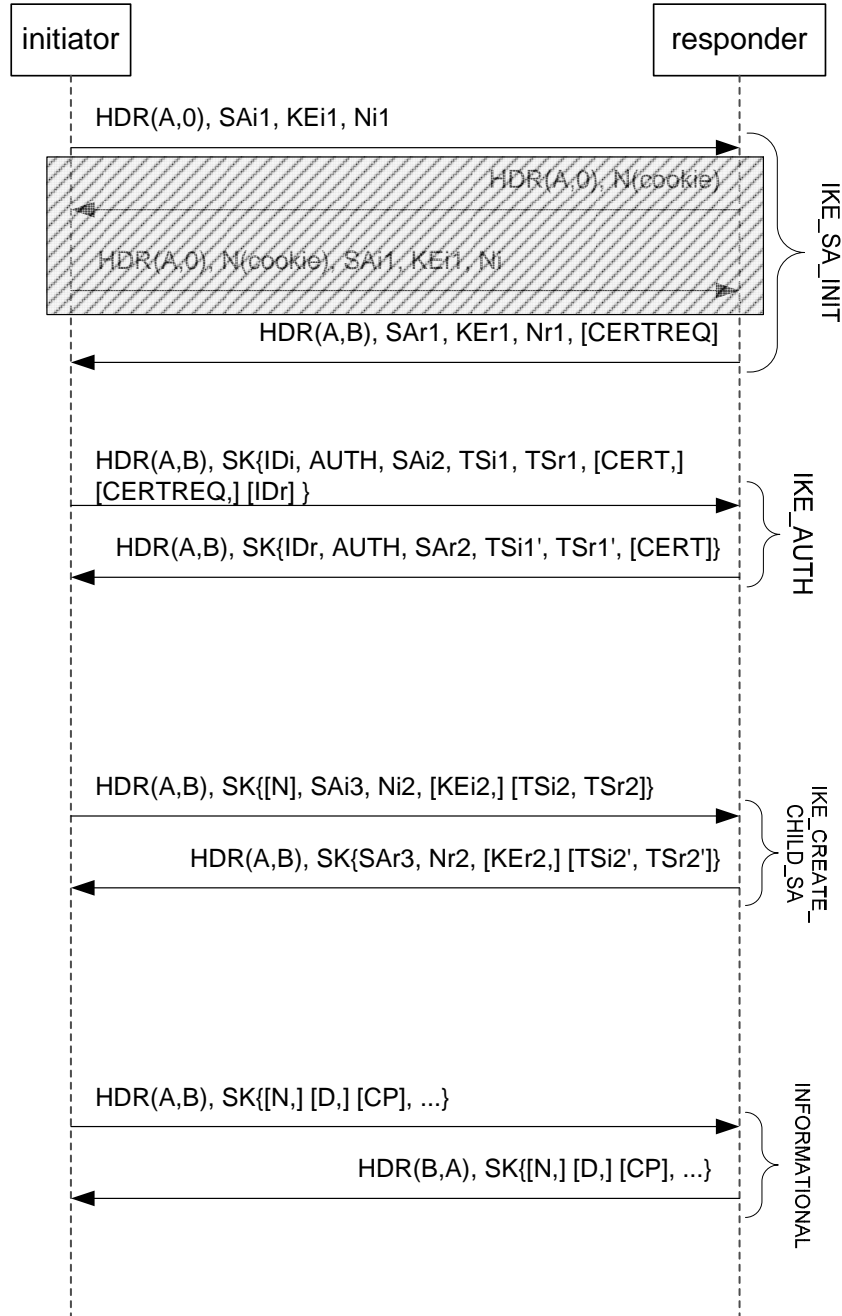 initiator
responder
HDR(A,0), SAi1, KEi1, Ni1
HDR(A,0), N(cookie)
HDR(A,0), N(cookie), SAi1, KEi1, Ni
HDR(A,B), SAr1, KEr1, Nr1, [CERTREQ]
IKE_SA_INIT
HDR(A,B), SK{IDi, AUTH, SAi2, TSi1, TSr1, [CERT,]
[CERTREQ,] [IDr] }
HDR(A,B), SK{IDr, AUTH, SAr2, TSi1', TSr1', [CERT]}
IKE_AUTH
HDR(A,B), SK{[N], SAi3, Ni2, [KEi2,] [TSi2, TSr2]}
HDR(A,B), SK{SAr3, Nr2, [KEr2,] [TSi2', TSr2']}
IKE_CREATE_
CHILD_SA
HDR(A,B), SK{[N,] [D,] [CP], ...}
HDR(B,A), SK{[N,] [D,] [CP], ...}
INFORMATIONAL